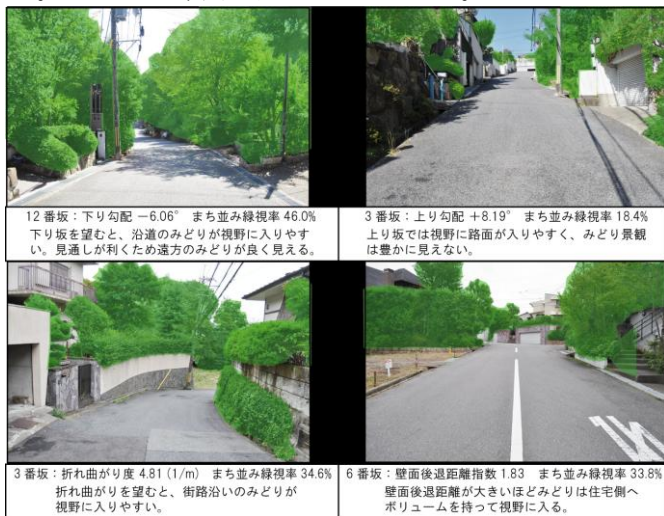 12番坂：下り勾配 －6.06° まち並み緑視率 46.0%
下り坂を望むと、沿道のみどりが視野に入りやす
い。見通しが利くため遠方のみどりが良く見える。
3番坂：上り勾配 +8.19° まち並み緑視率 18.4%
上り坂では視野に路面が入りやすく、みどり景観
は豊かに見えない。
3番坂：折れ曲がり度 4.81 (1/m) まち並み緑視率 34.6%
折れ曲がりを望むと、街路沿いのみどりが
視野に入りやすい。
6番坂：壁面後退距離指数 1.83 まち並み緑視率 33.8%
壁面後退距離が大きいほどみどりは住宅側へ
ボリュームを持って視野に入る。